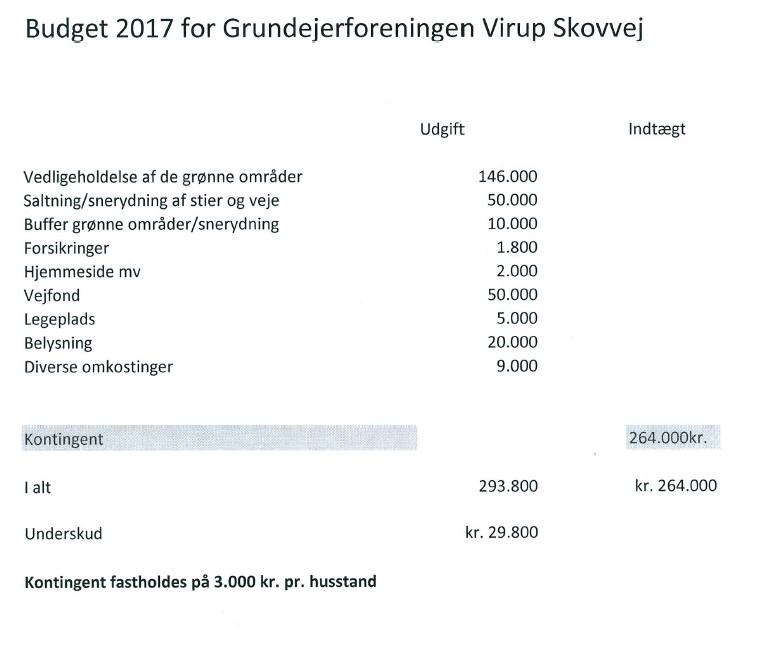 Budget 2017 for Grundejerforeningen Virup Skovvej
Udgift Indtægt
Vedligeholdelse af de grønne områder 146.000
Saltning/snerydning af stier og veje 50.000
Buffer grønne områder/snerydning 10.000
Forsikringer 1.800
Hjemmeside mv 2.000
Vejfond 50.000
Legeplads 5.000
Belysning 20.000
Diverse omkostinger 9.000
Kontingent 264.000kr.
I alt 293.800 kr. 264.000
Underskud kr. 29.800
Kontingent fastholdes på 3.000 kr. pr. husstand